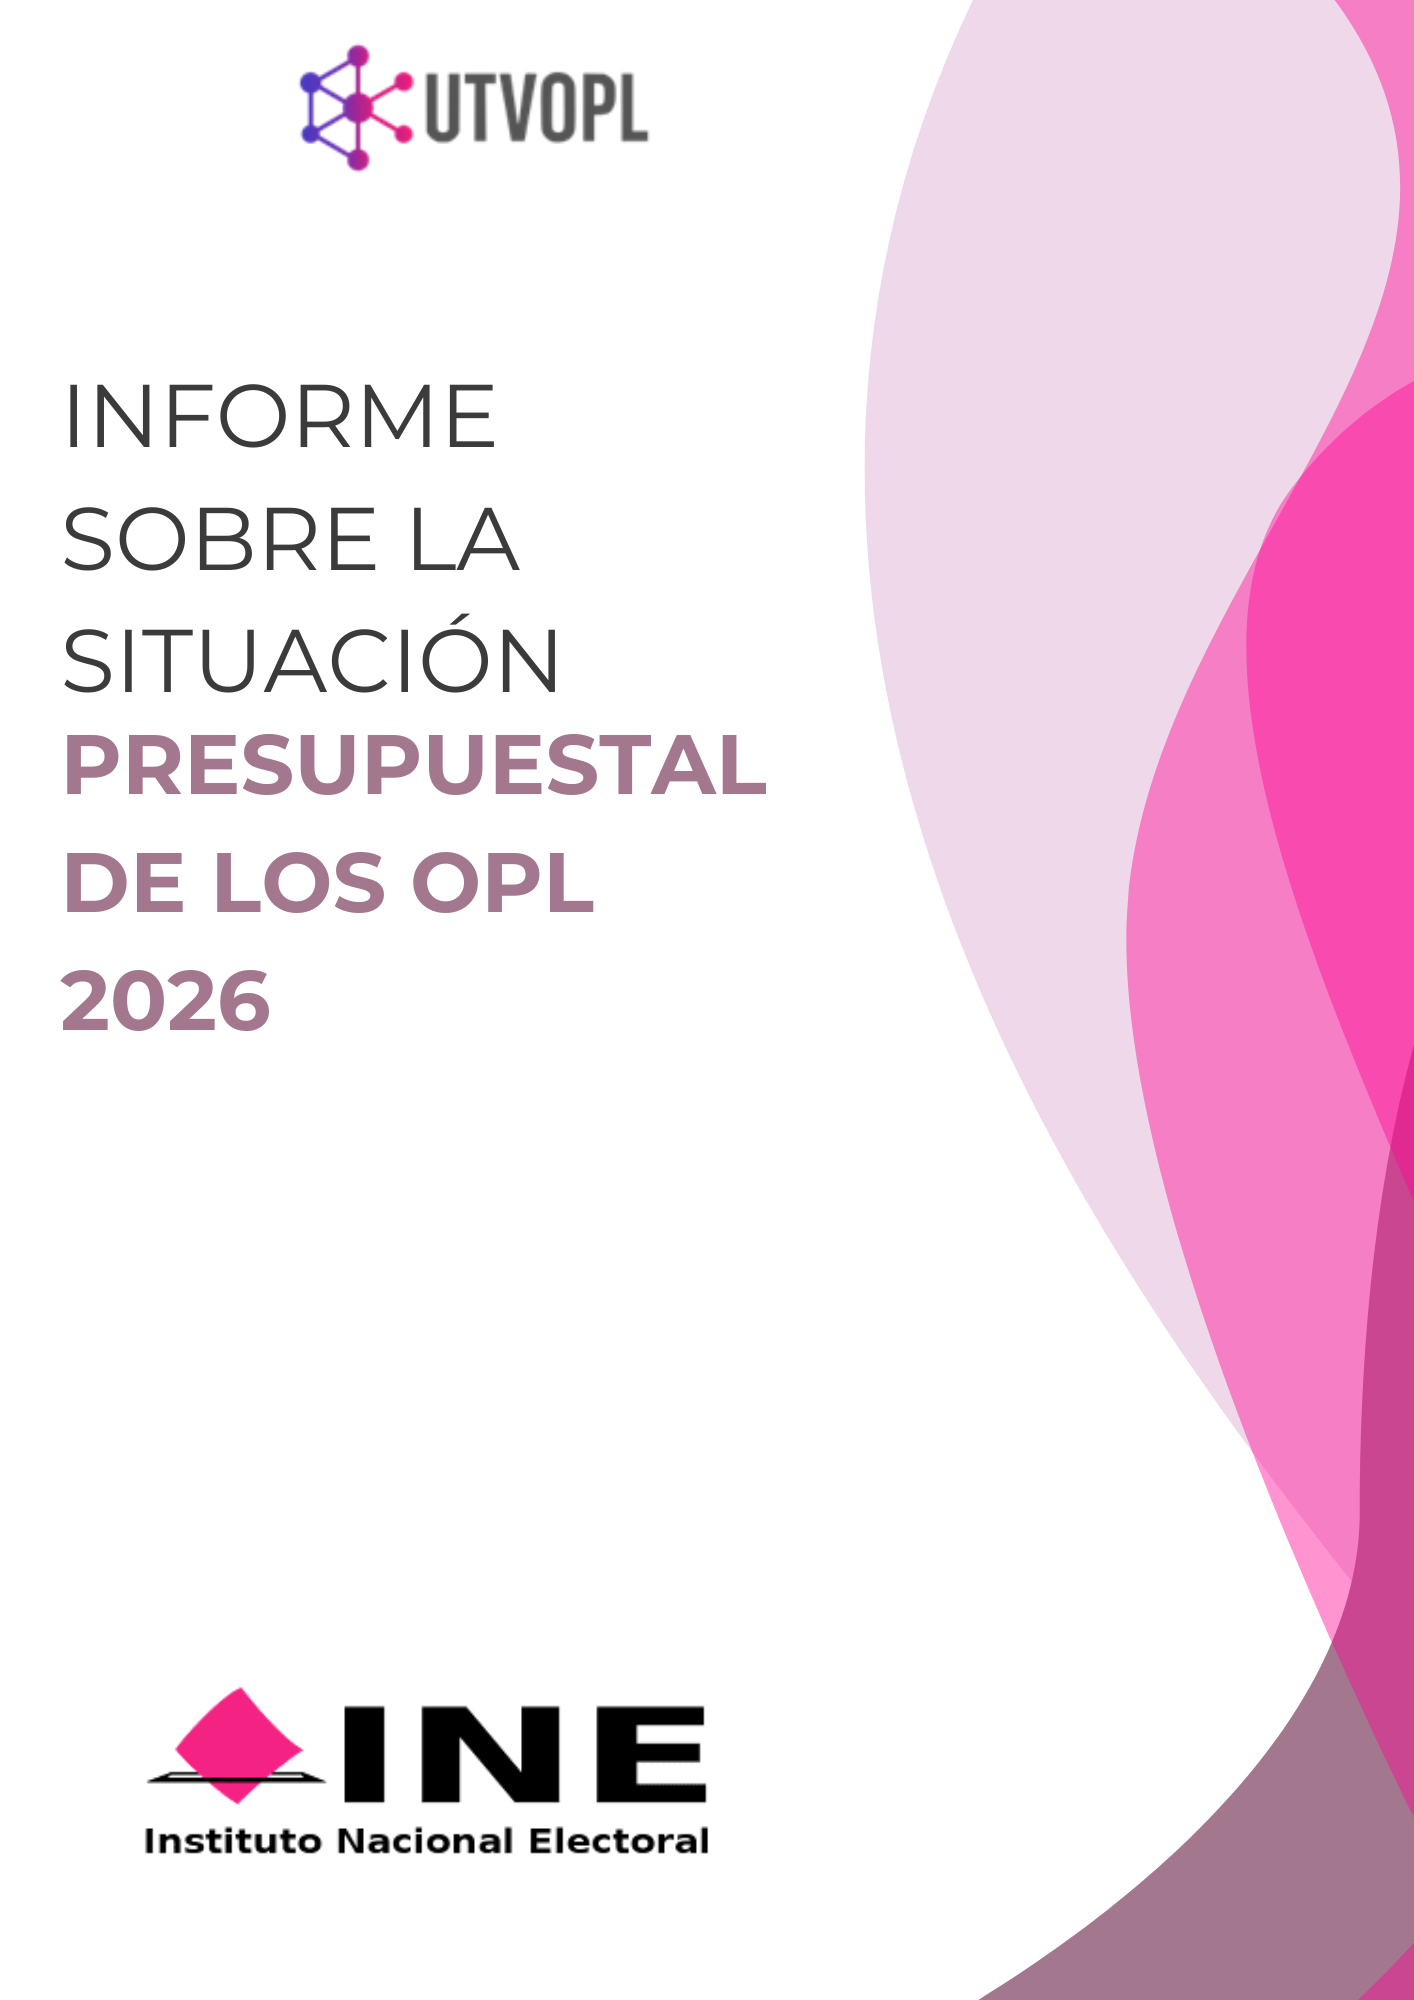 UTVOPL
INFORME
SOBRE LA
SITUACIÓN
PRESUPUESTAL
DE LOS OPL
2026
INE
Instituto Nacional Electoral